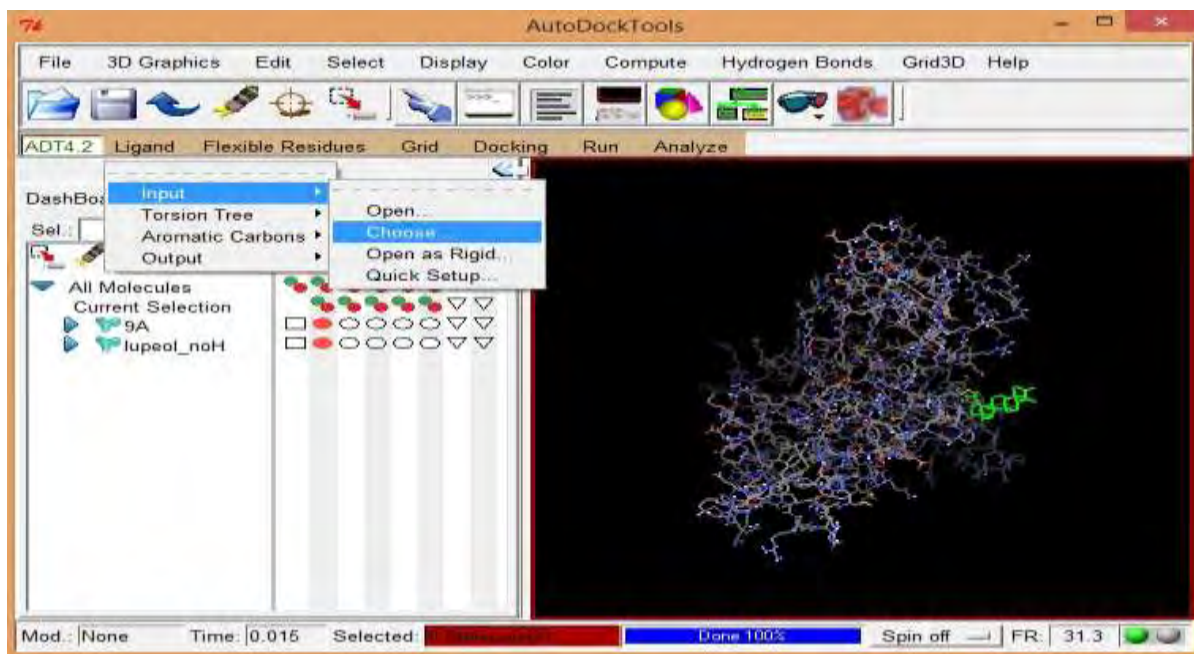 AutoDockTools
File 3D Graphics Edit Select Display Color Compute Hydrogen Bonds Grid3D Help
ADT4.2 Ligand Flexible Residues Grid Docking Run Analyze
DashBo
Input
Torsion Tree
Aromatic Carbons
Output
Open...
Choose...
Open as Rigid...
Quick Setup...
Sel.:
All Molecules
Current Selection
9A
lupeol_noH
Mod.: None Time: 0.015 Selected: Done 100% Spin off FR: 31.3